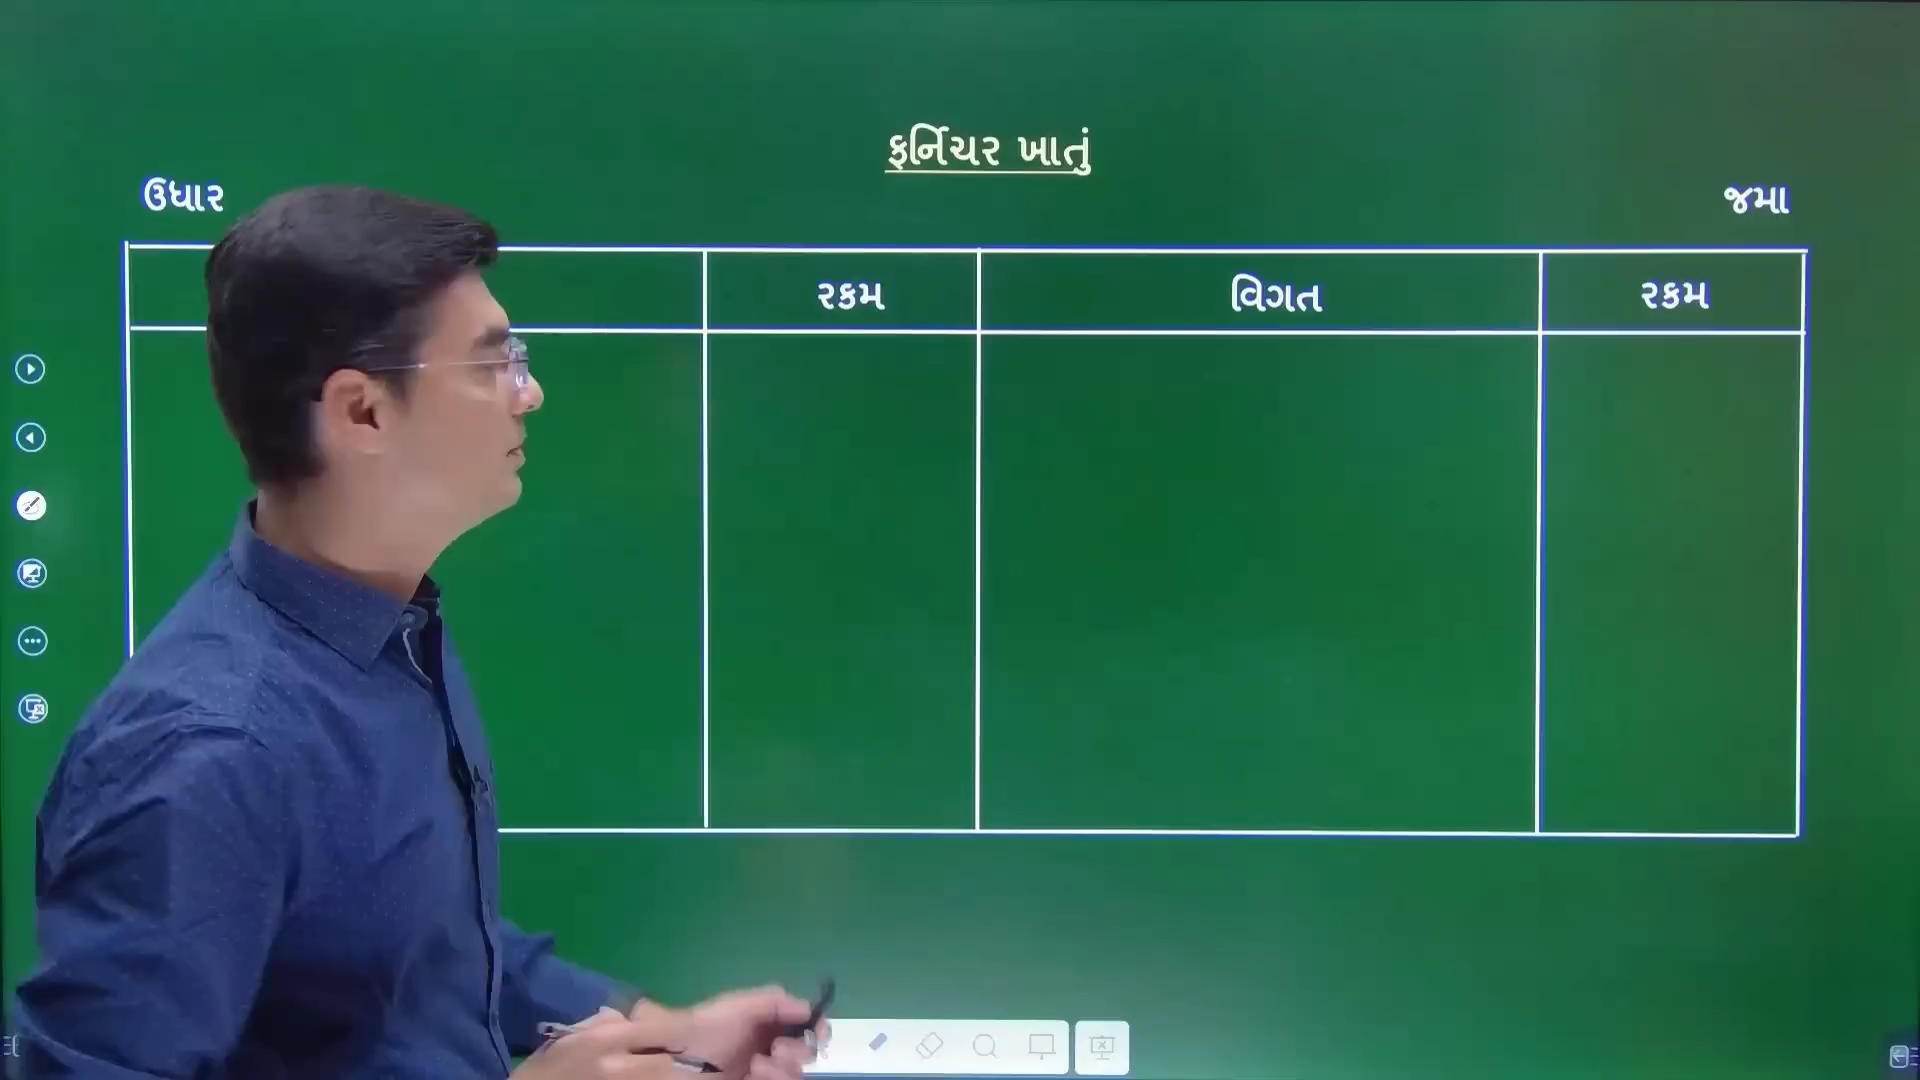 ફર્નિચર ખાતું
ઉધાર જમા
રકમ વિગત રકમ